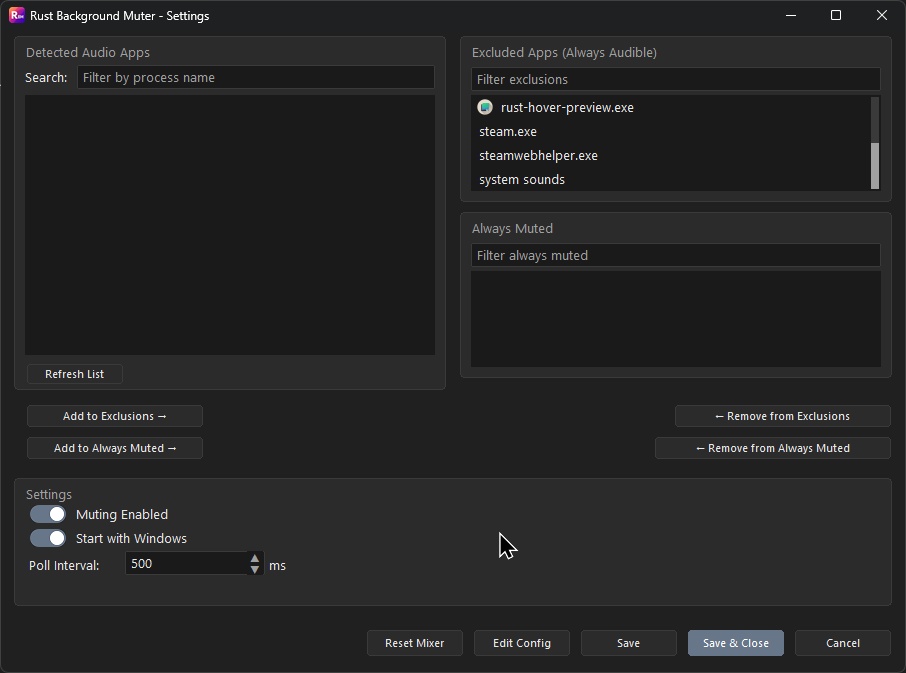 Rust Background Muter - Settings
Detected Audio Apps
Search: Filter by process name
Refresh List
Excluded Apps (Always Audible)
Filter exclusions
rust-hover-preview.exe
steam.exe
steamwebhelper.exe
system sounds
Always Muted
Filter always muted
Add to Exclusions →
← Remove from Exclusions
Add to Always Muted →
← Remove from Always Muted
Settings
Muting Enabled
Start with Windows
Poll Interval: 500 ms
Reset Mixer Edit Config Save Save & Close Cancel